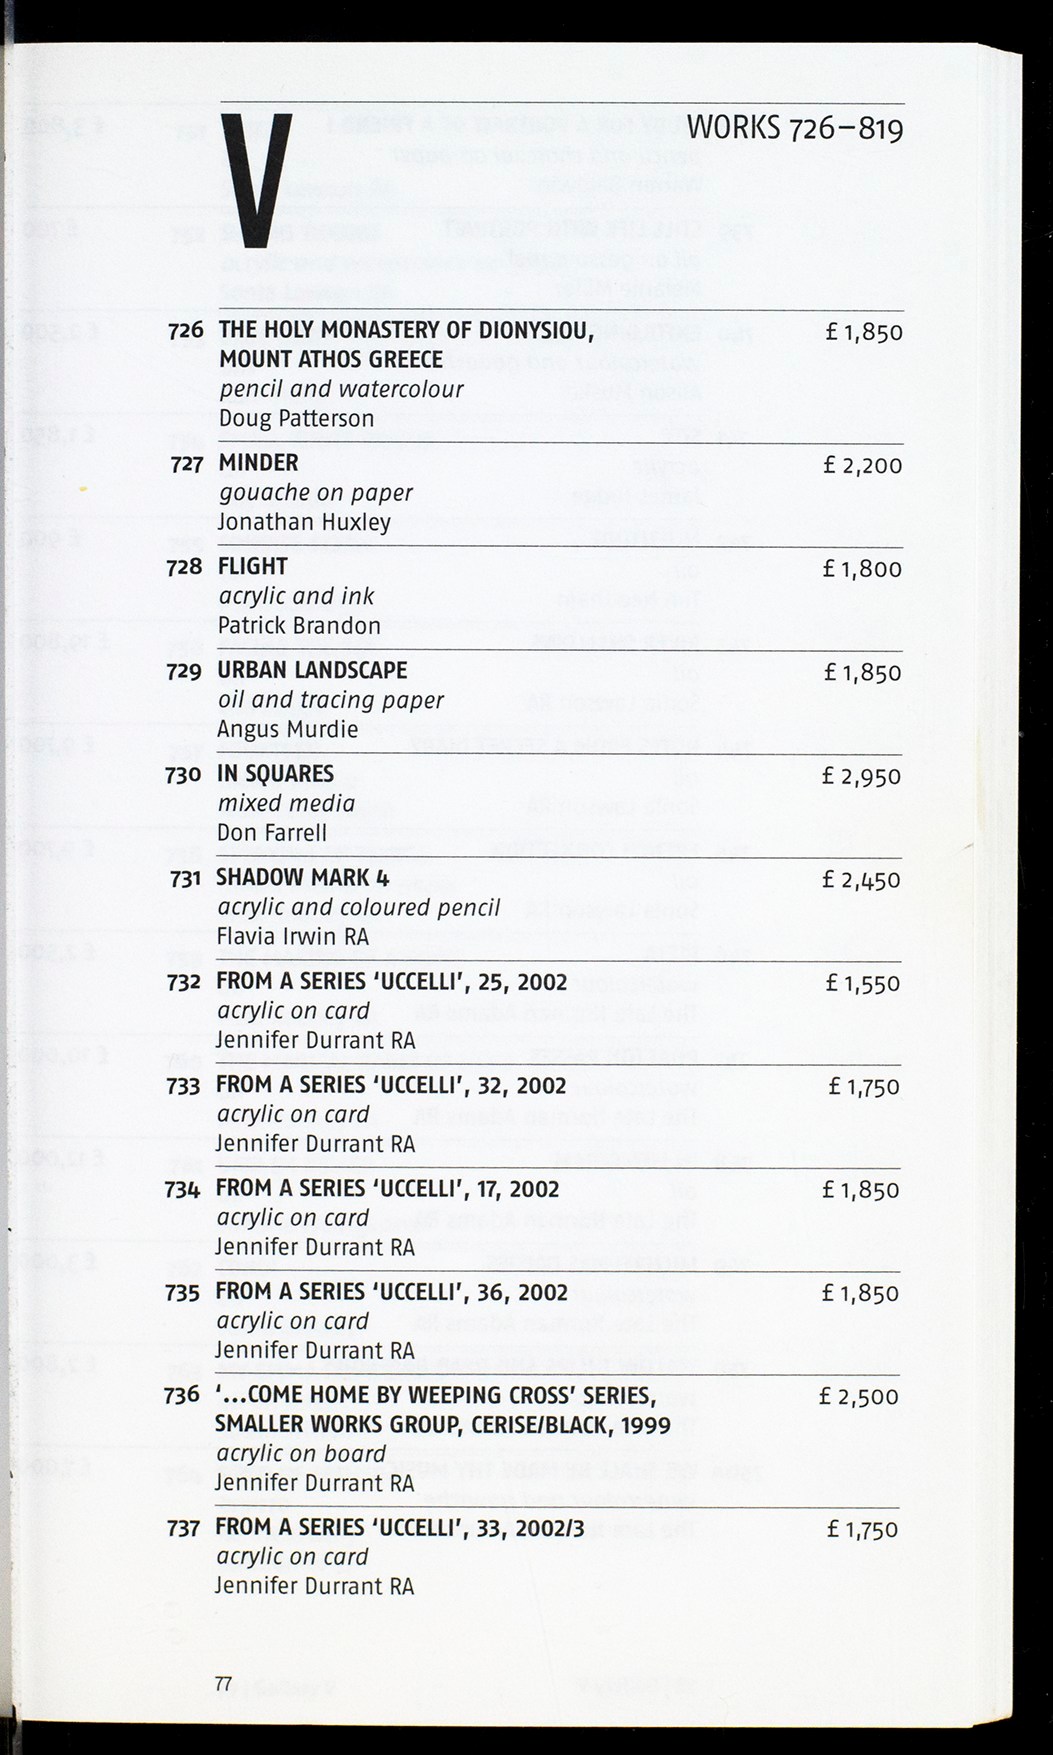 V
WORKS 726–819
726 THE HOLY MONASTERY OF DIONYSIOU, £ 1,850
MOUNT ATHOS GREECE
pencil and watercolour
Doug Patterson
727 MINDER £ 2,200
gouache on paper
Jonathan Huxley
728 FLIGHT £ 1,800
acrylic and ink
Patrick Brandon
729 URBAN LANDSCAPE £ 1,850
oil and tracing paper
Angus Murdie
730 IN SQUARES £ 2,950
mixed media
Don Farrell
731 SHADOW MARK 4 £ 2,450
acrylic and coloured pencil
Flavia Irwin RA
732 FROM A SERIES ‘UCCELLI’, 25, 2002 £ 1,550
acrylic on card
Jennifer Durrant RA
733 FROM A SERIES ‘UCCELLI’, 32, 2002 £ 1,750
acrylic on card
Jennifer Durrant RA
734 FROM A SERIES ‘UCCELLI’, 17, 2002 £ 1,850
acrylic on card
Jennifer Durrant RA
735 FROM A SERIES ‘UCCELLI’, 36, 2002 £ 1,850
acrylic on card
Jennifer Durrant RA
736 ‘...COME HOME BY WEEPING CROSS’ SERIES, £ 2,500
SMALLER WORKS GROUP, CERISE/BLACK, 1999
acrylic on board
Jennifer Durrant RA
737 FROM A SERIES ‘UCCELLI’, 33, 2002/3 £ 1,750
acrylic on card
Jennifer Durrant RA
77